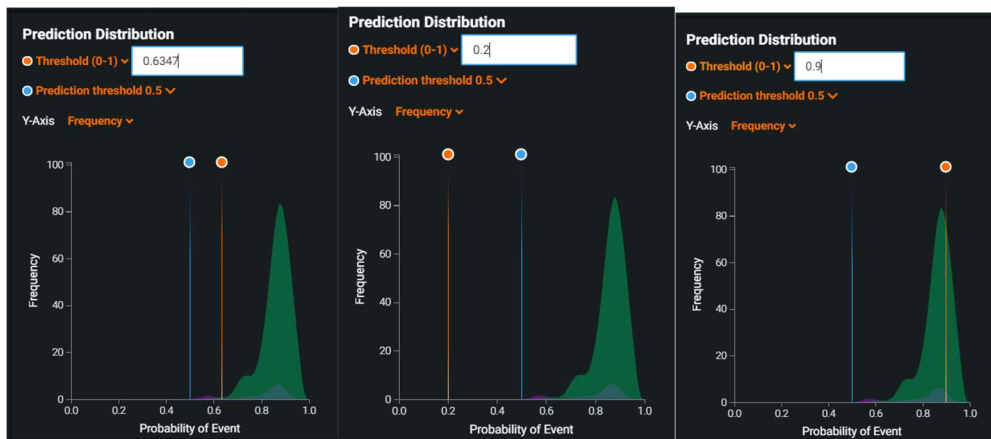 Prediction Distribution
Threshold (0-1) 0.6347
Prediction threshold 0.5
Y-Axis Frequency
100
80
60
40
20
0
Frequency
0.0 0.2 0.4 0.6 0.8 1.0
Probability of Event
Prediction Distribution
Threshold (0-1) 0.2
Prediction threshold 0.5
Y-Axis Frequency
100
80
60
40
20
0
Frequency
0.0 0.2 0.4 0.6 0.8 1.0
Probability of Event
Prediction Distribution
Threshold (0-1) 0.9
Prediction threshold 0.5
Y-Axis Frequency
100
80
60
40
20
0
Frequency
0.0 0.2 0.4 0.6 0.8 1.0
Probability of Event